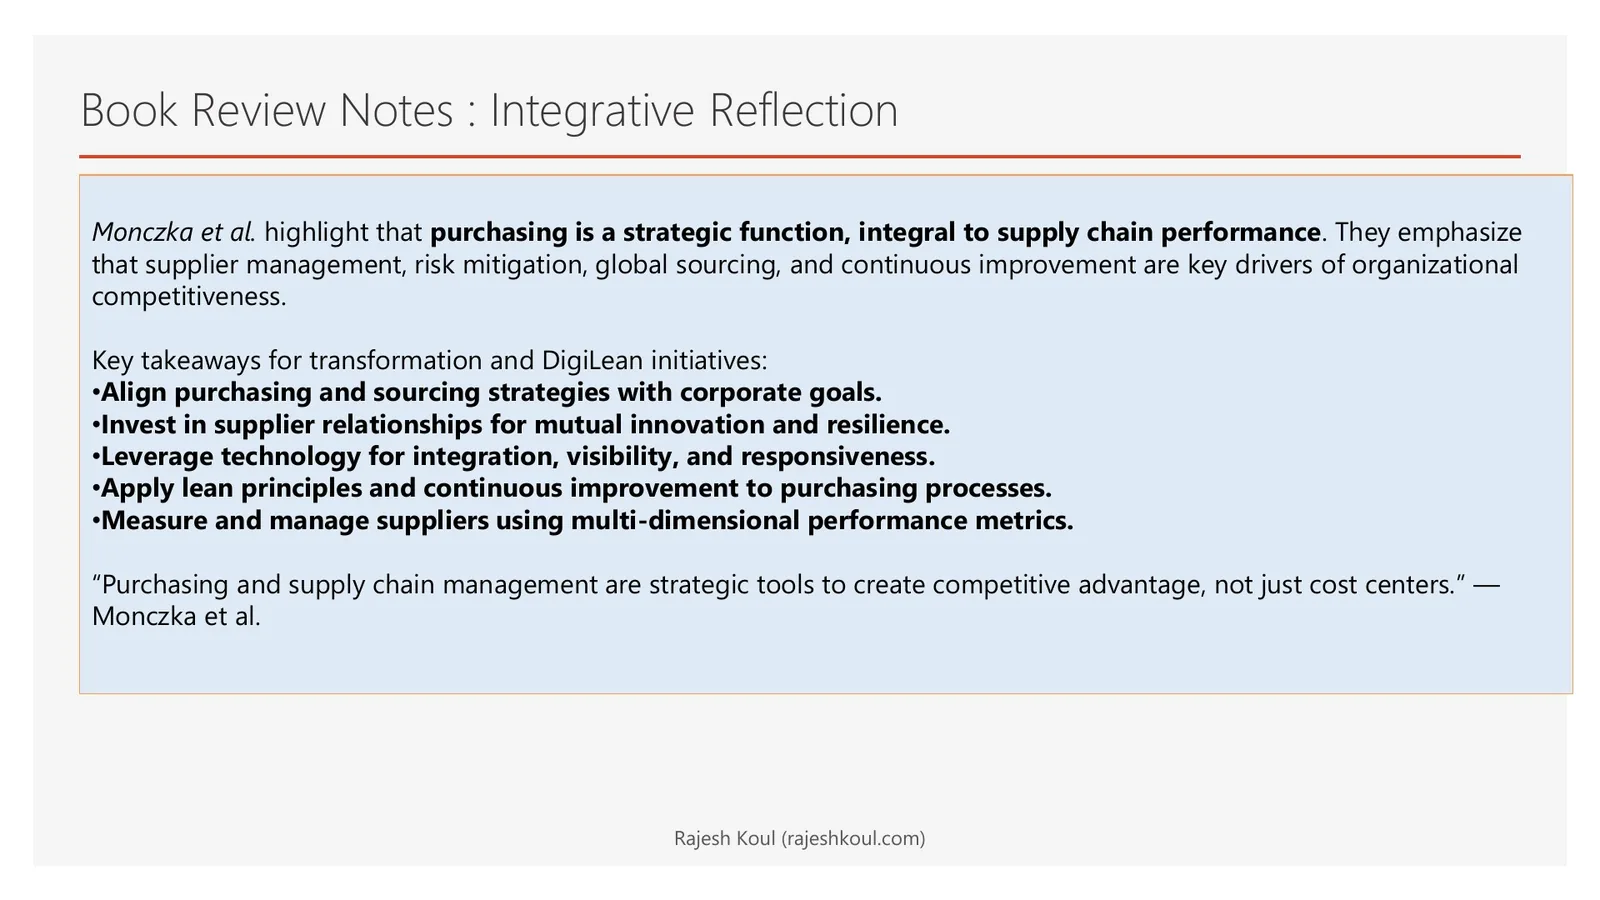 Book Review Notes : Integrative Reflection
Monczka et al. highlight that purchasing is a strategic function, integral to supply chain performance. They emphasize
that supplier management, risk mitigation, global sourcing, and continuous improvement are key drivers of organizational
competitiveness.
Key takeaways for transformation and DigiLean initiatives:
•Align purchasing and sourcing strategies with corporate goals.
•Invest in supplier relationships for mutual innovation and resilience.
•Leverage technology for integration, visibility, and responsiveness.
•Apply lean principles and continuous improvement to purchasing processes.
•Measure and manage suppliers using multi-dimensional performance metrics.
“Purchasing and supply chain management are strategic tools to create competitive advantage, not just cost centers.” —
Monczka et al.
Rajesh Koul (rajeshkoul.com)